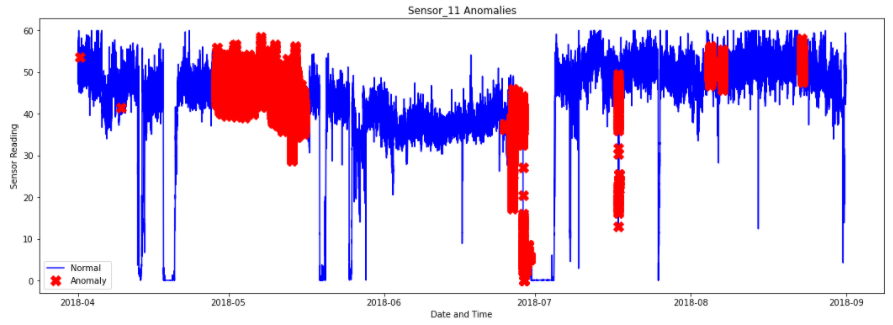 Sensor_11 Anomalies
60
50
40
30
20
10
0
Sensor Reading
Normal
Anomaly
2018-04
2018-05
2018-06
2018-07
2018-08
2018-09
Date and Time